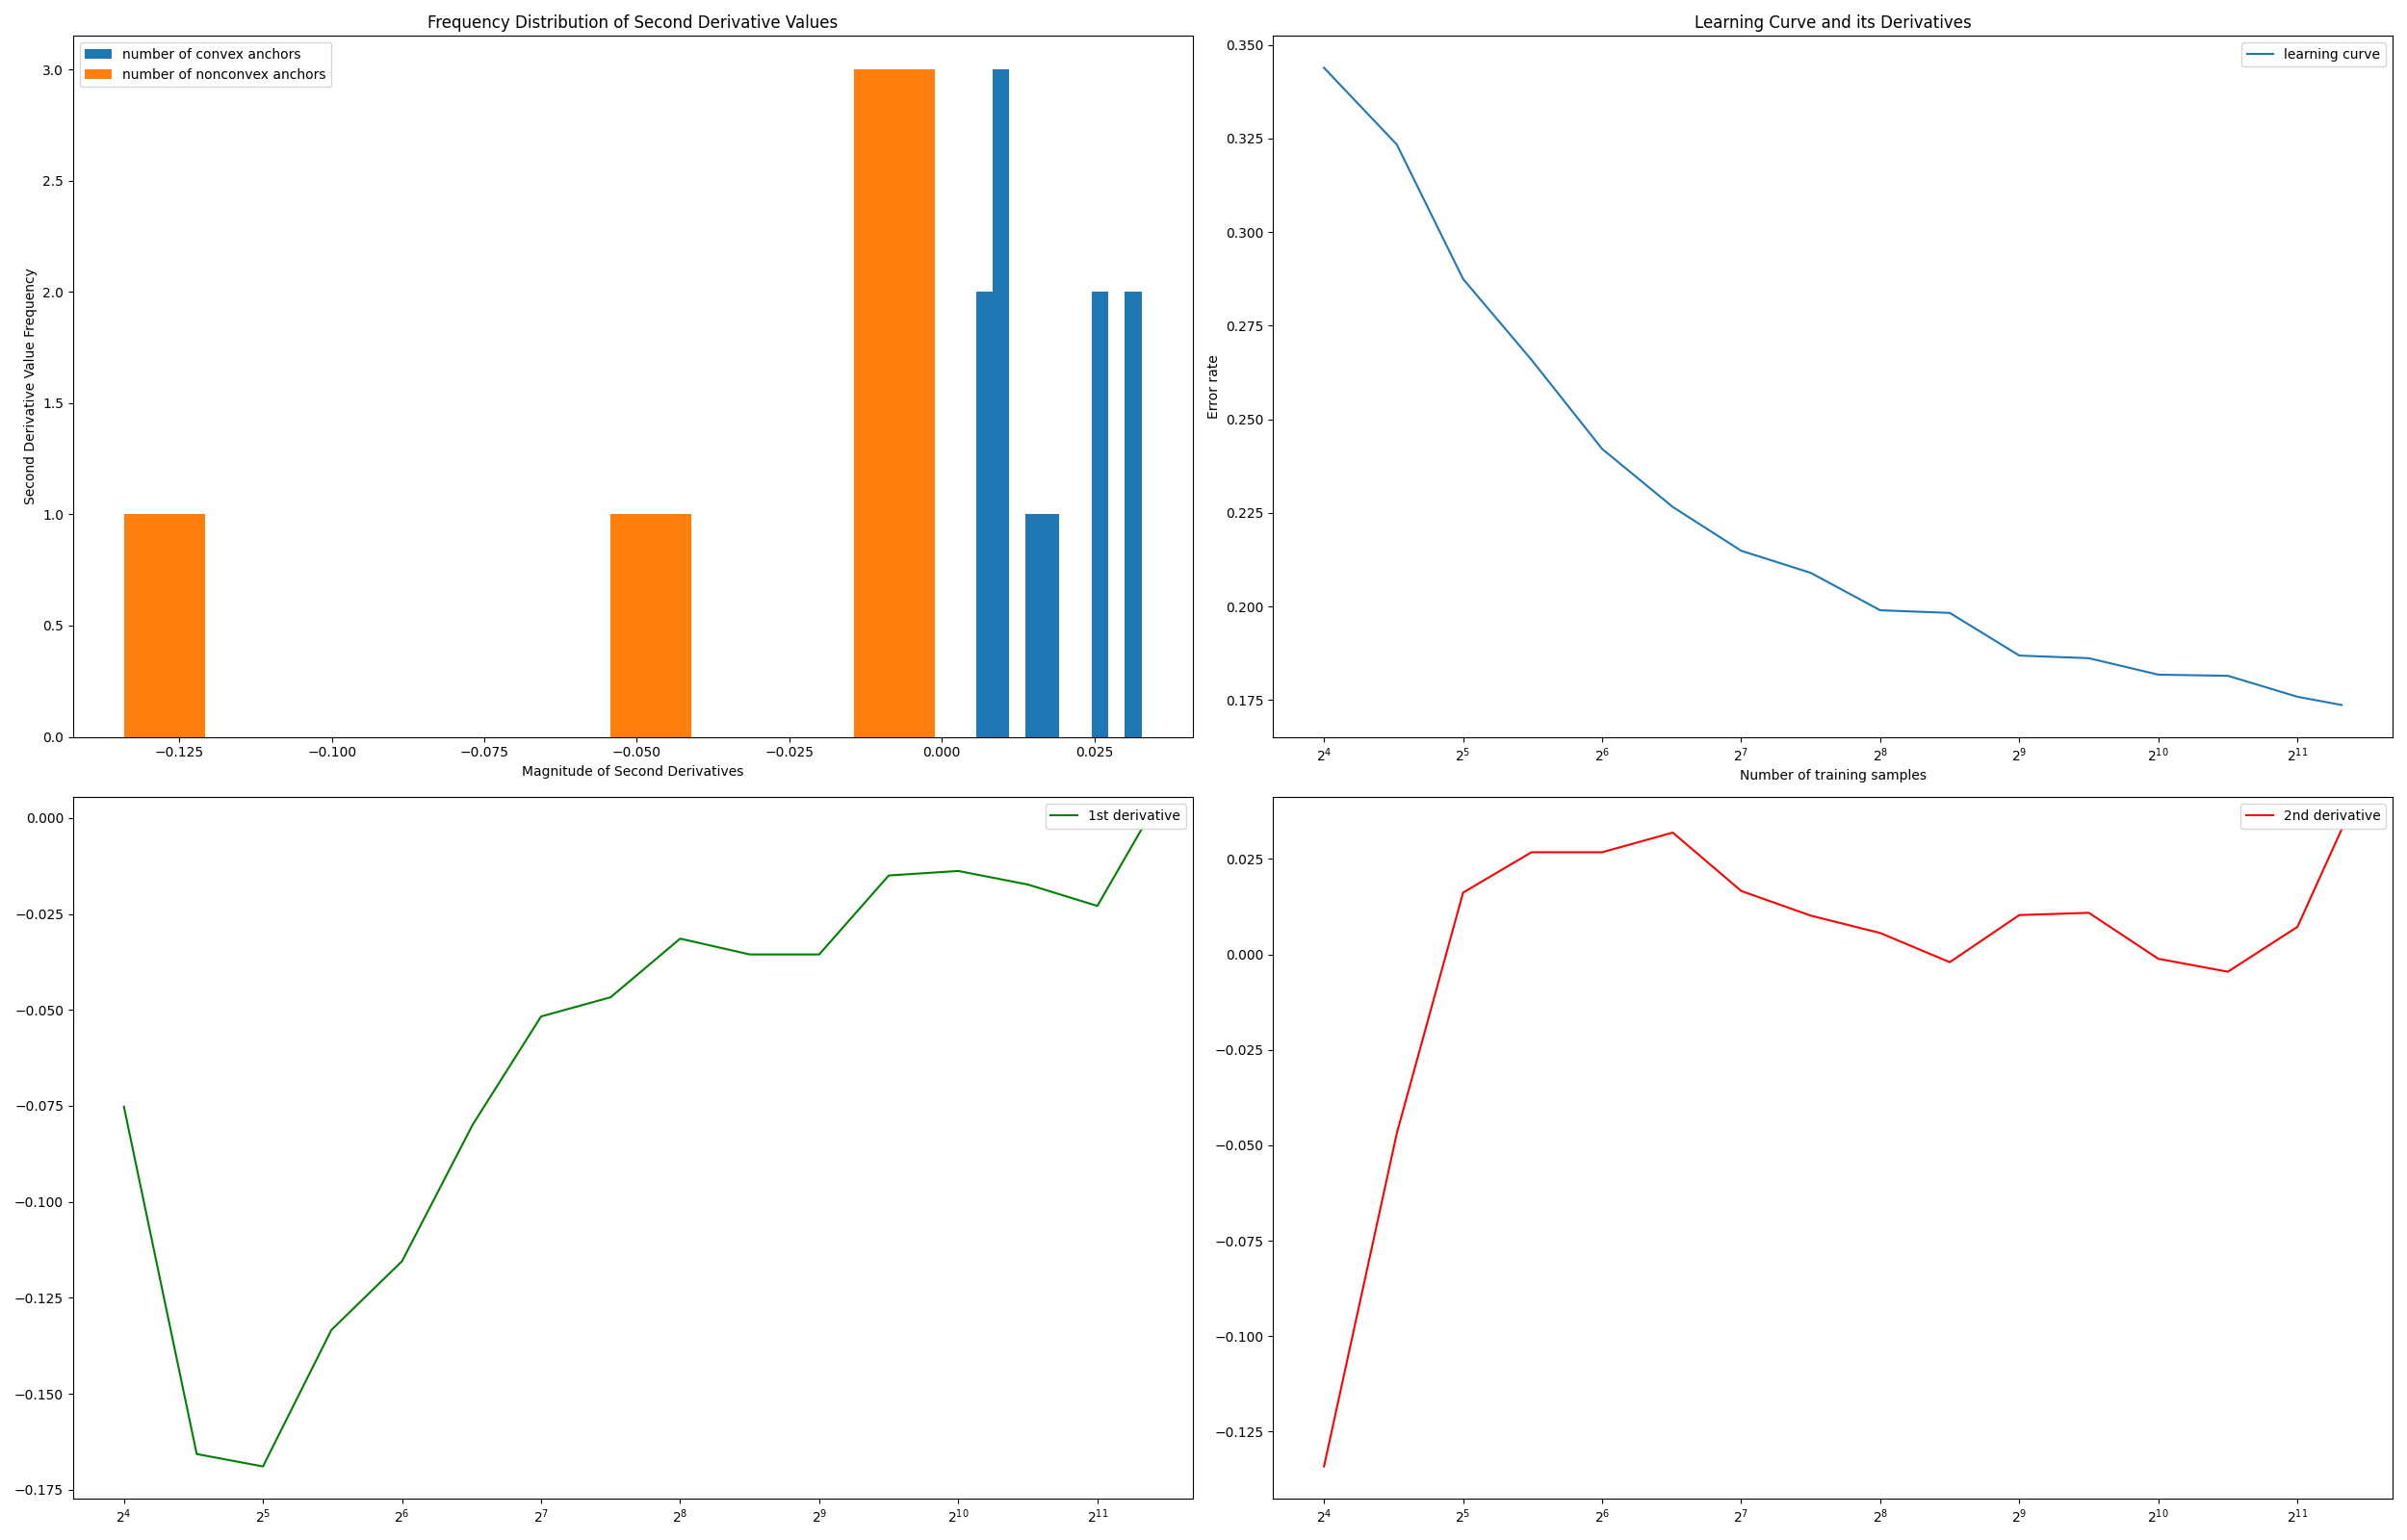 Frequency Distribution of Second Derivative Values
number of convex anchors
number of nonconvex anchors
Second Derivative Value Frequency
3.0
2.5
2.0
1.5
1.0
0.5
0.0
−0.125 −0.100 −0.075 −0.050 −0.025 0.000 0.025
Magnitude of Second Derivatives
Learning Curve and its Derivatives
learning curve
Error rate
0.350
0.325
0.300
0.275
0.250
0.225
0.200
0.175
2⁴ 2⁵ 2⁶ 2⁷ 2⁸ 2⁹ 2¹⁰ 2¹¹
Number of training samples
1st derivative
0.000
−0.025
−0.050
−0.075
−0.100
−0.125
−0.150
−0.175
2⁴ 2⁵ 2⁶ 2⁷ 2⁸ 2⁹ 2¹⁰ 2¹¹
2nd derivative
0.025
0.000
−0.025
−0.050
−0.075
−0.100
−0.125
2⁴ 2⁵ 2⁶ 2⁷ 2⁸ 2⁹ 2¹⁰ 2¹¹